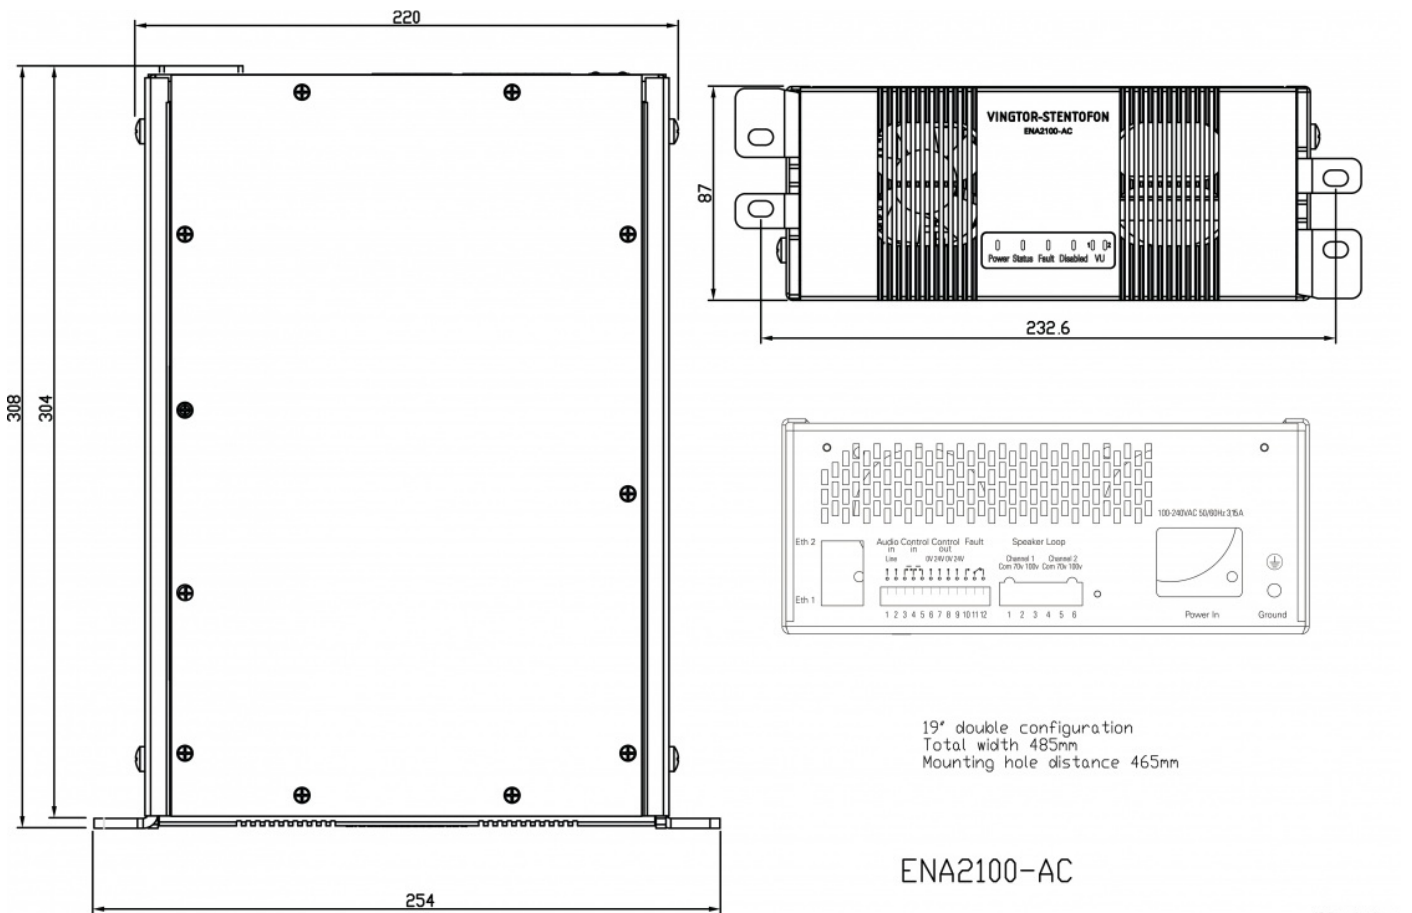 220
308
304
254
VINGTOR-STENTOFON
ENA2100-AC
87
1 2
Power Status Fault Disabled VU
232.6
100-240VAC 50/60Hz 3.15A
Eth 2
Audio Control Control Fault
in in out
Line 0V 24V 0V 24V
Speaker Loop
Channel 1 Channel 2
Com 70v 100v Com 70v 100v
Eth 1
1 2 3 4 5 6 7 8 9 10 11 12
1 2 3 4 5 6
Power In
Ground
19" double configuration
Total width 485mm
Mounting hole distance 465mm
ENA2100-AC